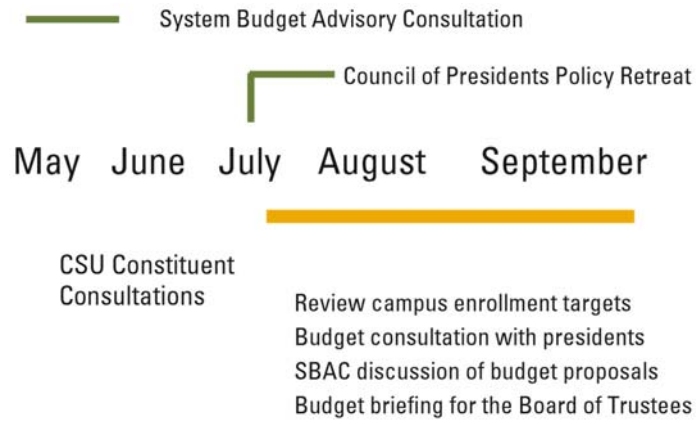 System Budget Advisory Consultation
Council of Presidents Policy Retreat
May June July August September
CSU Constituent
Consultations
Review campus enrollment targets
Budget consultation with presidents
SBAC discussion of budget proposals
Budget briefing for the Board of Trustees